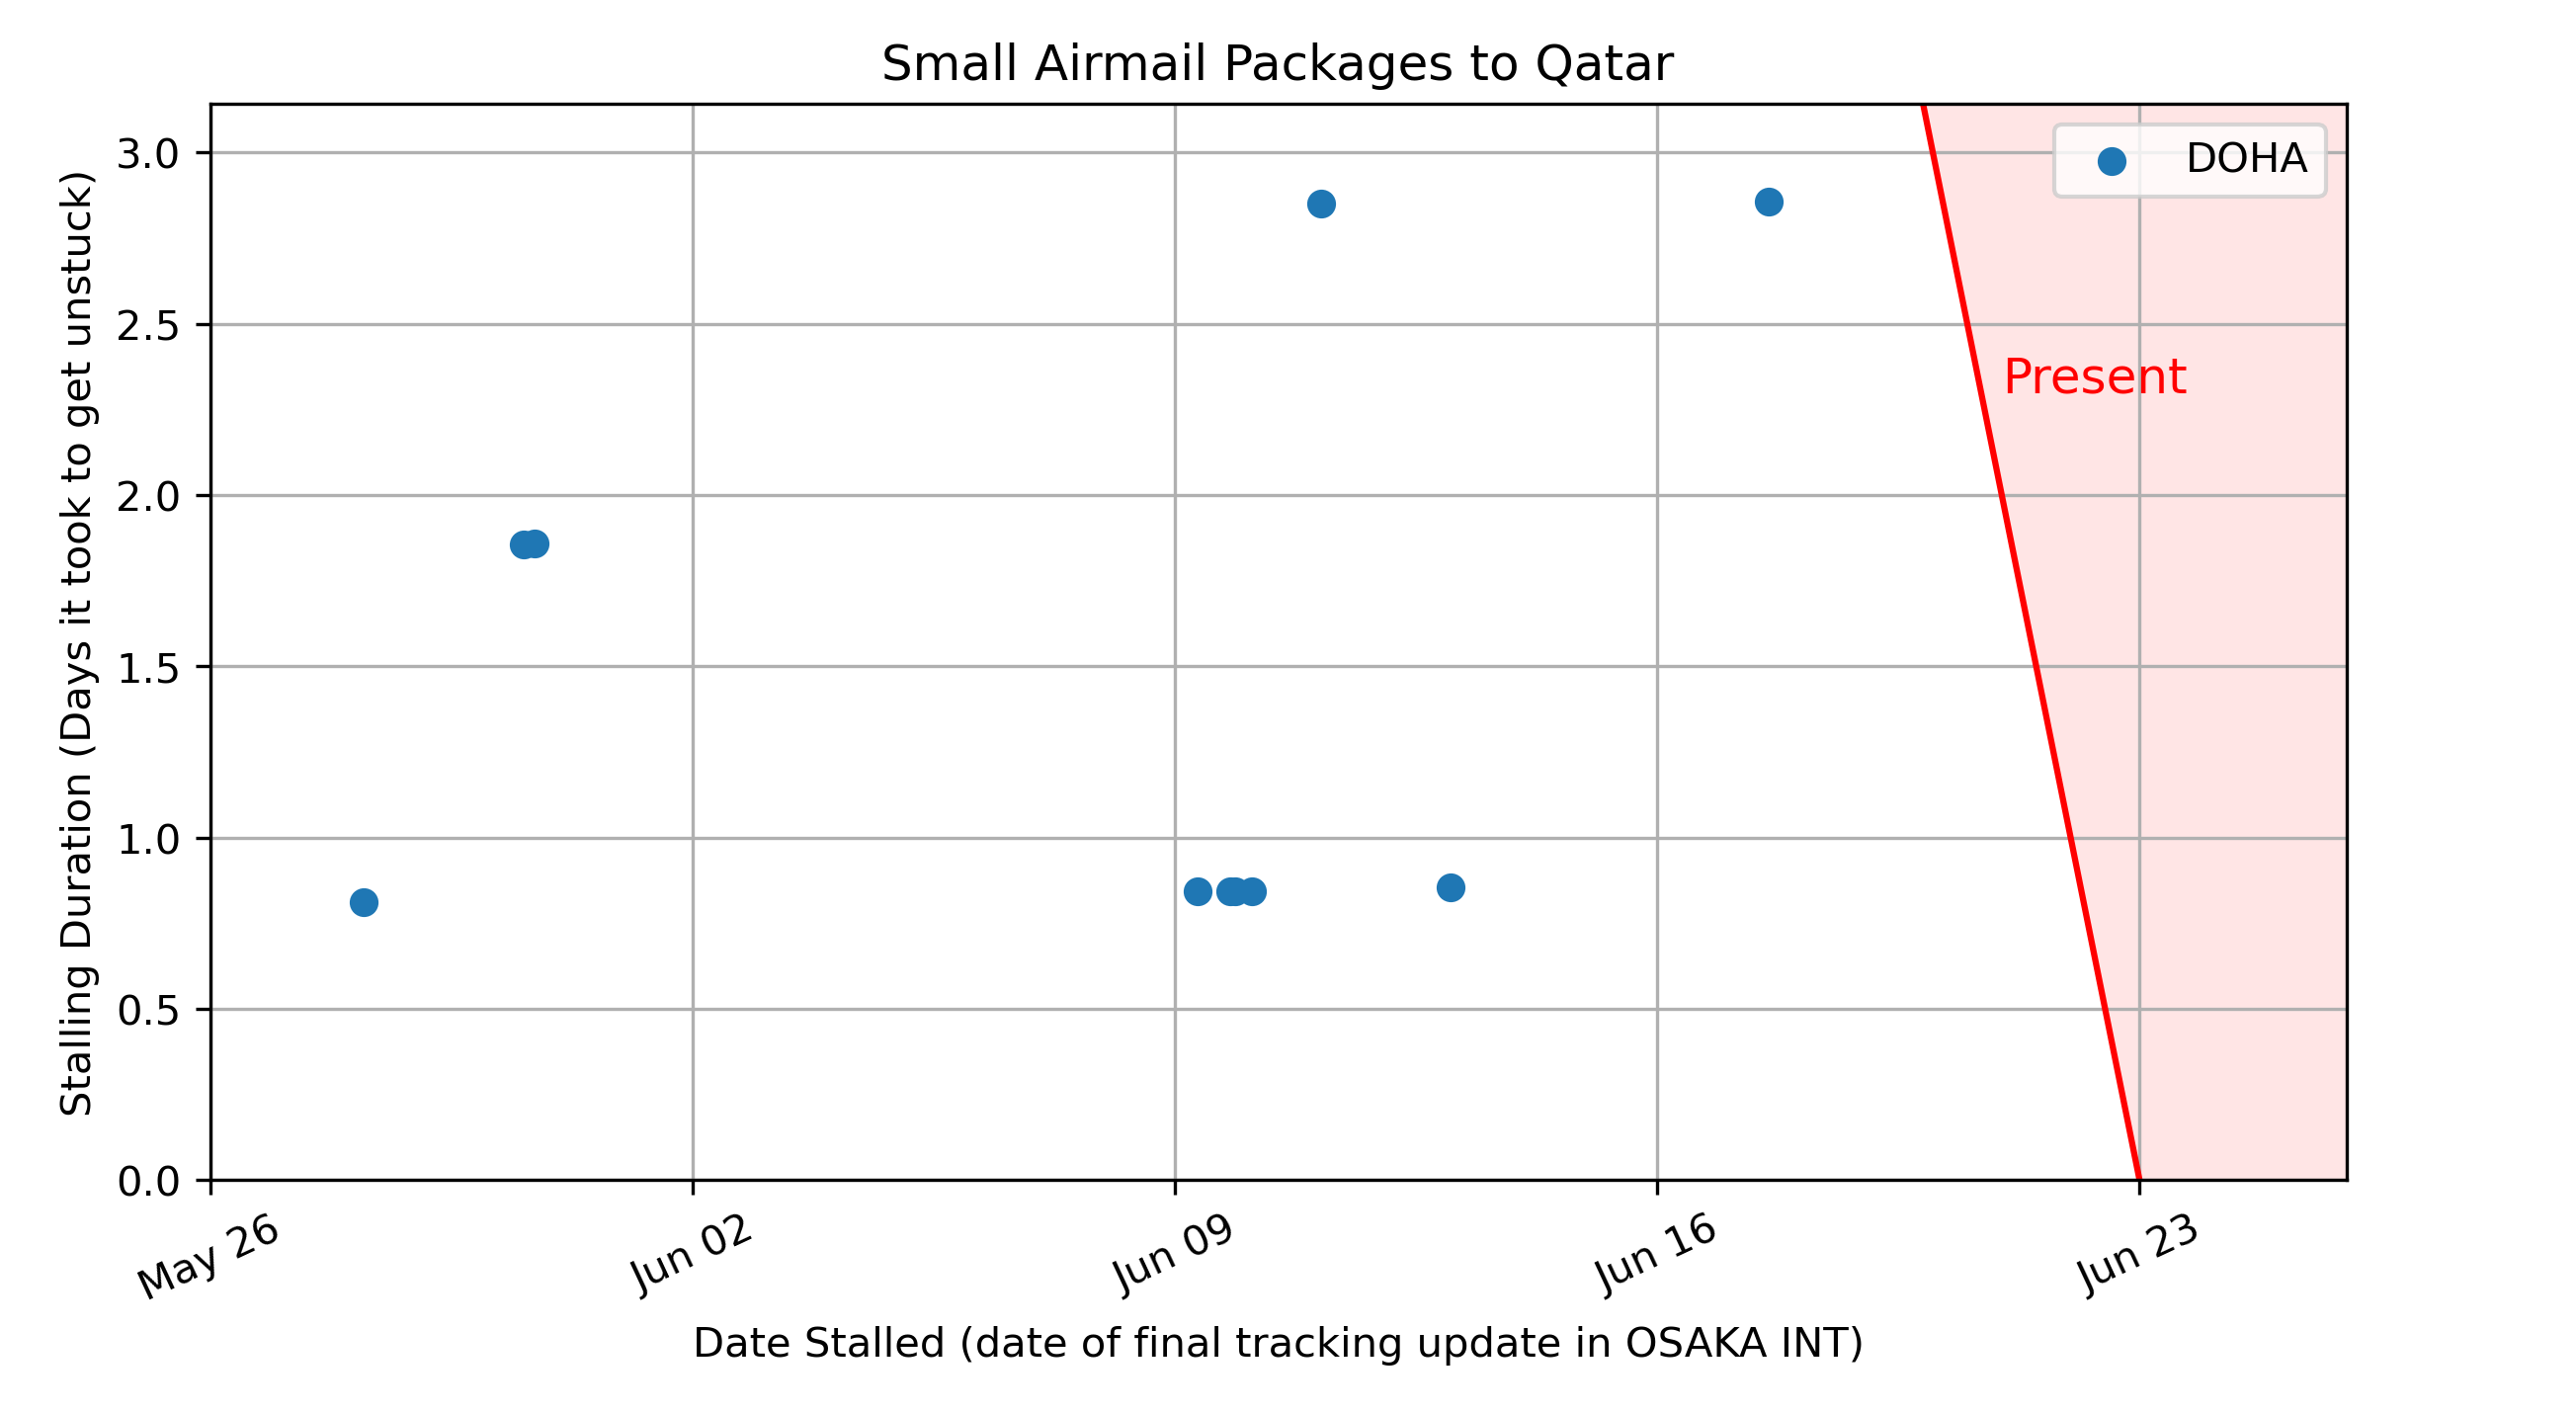 Small Airmail Packages to Qatar
DOHA
Present
Stalling Duration (Days it took to get unstuck)
3.0
2.5
2.0
1.5
1.0
0.5
0.0
May 26
Jun 02
Jun 09
Jun 16
Jun 23
Date Stalled (date of final tracking update in OSAKA INT)